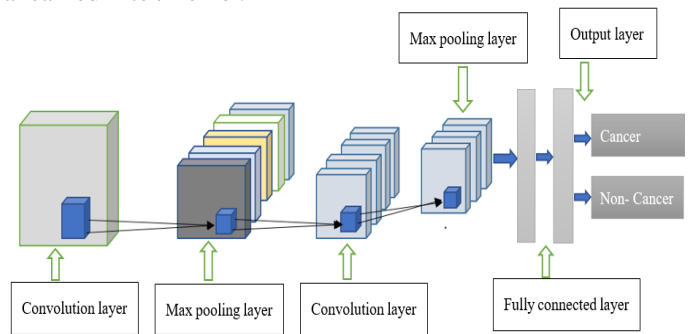 Max pooling layer
Output layer
Cancer
Non- Cancer
Convolution layer
Max pooling layer
Convolution layer
Fully connected layer